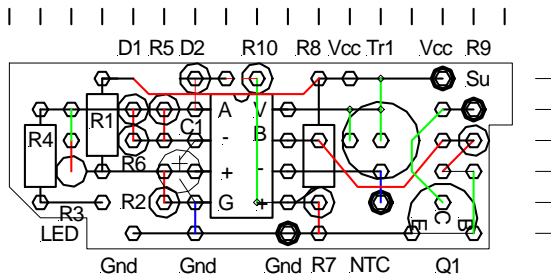 D1 R5 D2 R10 R8 Vcc Tr1 Vcc R9
Su
A V
C1
R1
R4 - B
R6 + -
R2 G +
R3
LED E C B
Gnd Gnd Gnd R7 NTC Q1